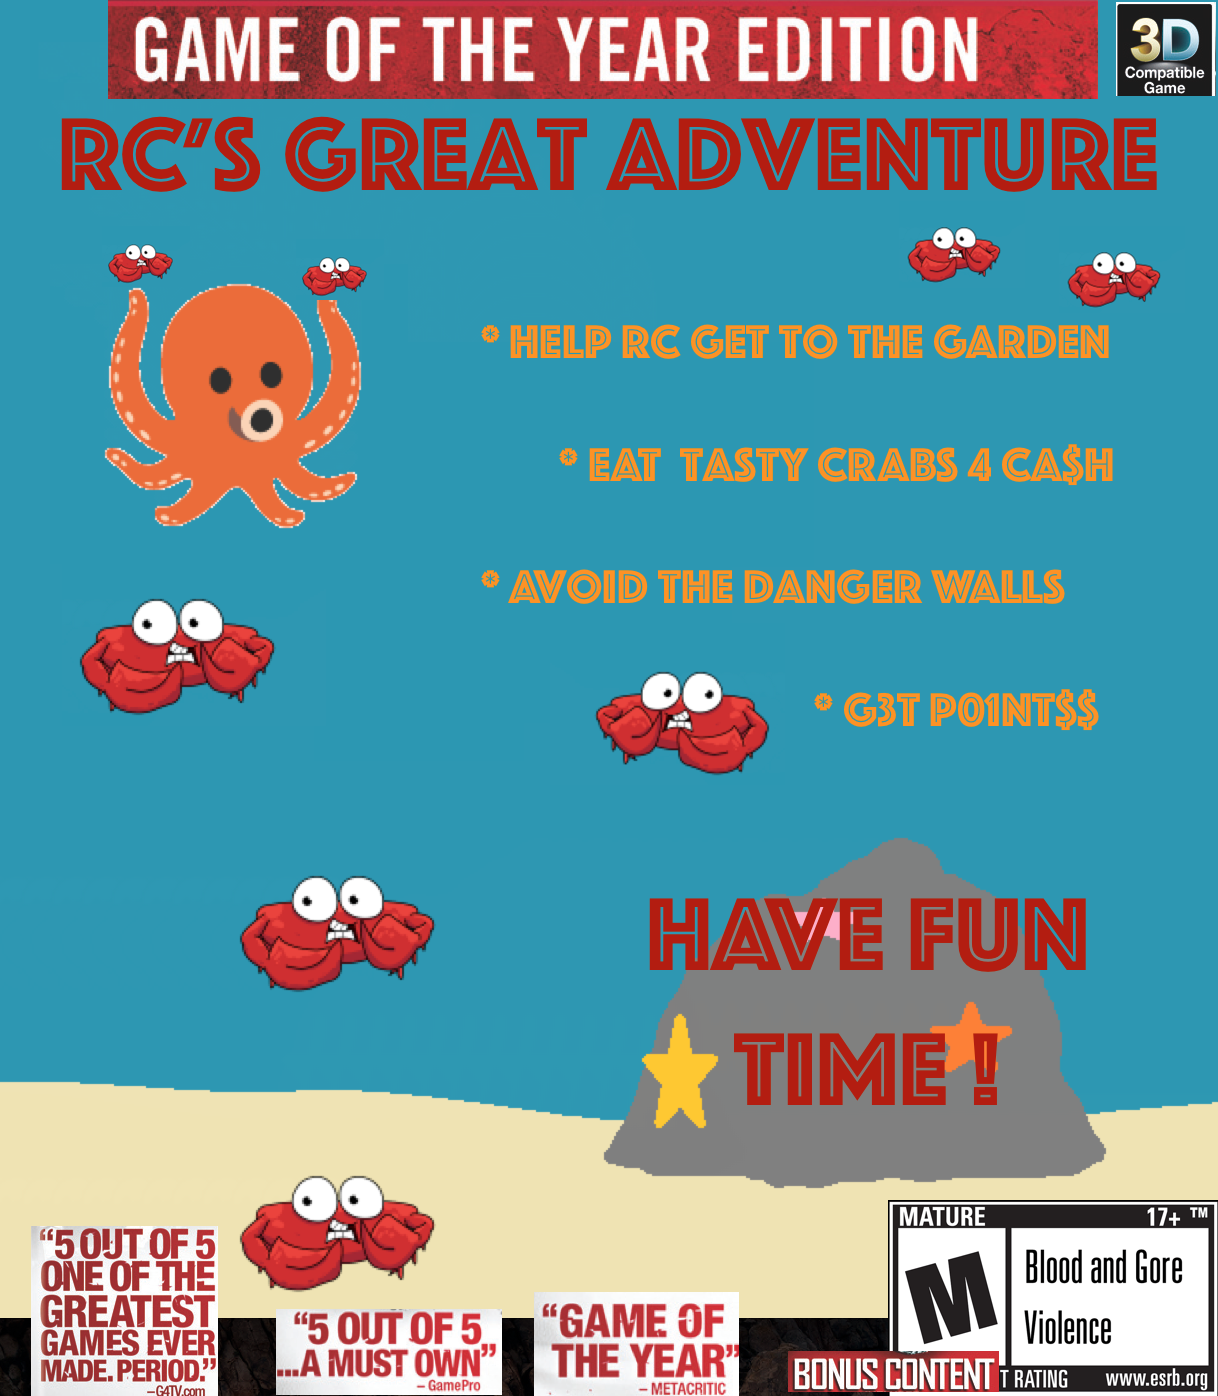 GAME OF THE YEAR EDITION
3D
Compatible
Game
RC'S GREAT ADVENTURE
* HELP RC GET TO THE GARDEN
* EAT TASTY CRABS 4 CA$H
* AVOID THE DANGER WALLS
* G3T P01NT$$
HAVE FUN
TIME !
"5 OUT OF 5
ONE OF THE
GREATEST
GAMES EVER
MADE. PERIOD."
– G4TV.com
"5 OUT OF 5
...A MUST OWN"
– GamePro
"GAME OF
THE YEAR"
– METACRITIC
MATURE 17+ ™
M
Blood and Gore
Violence
BONUS CONTENT
T RATING www.esrb.org